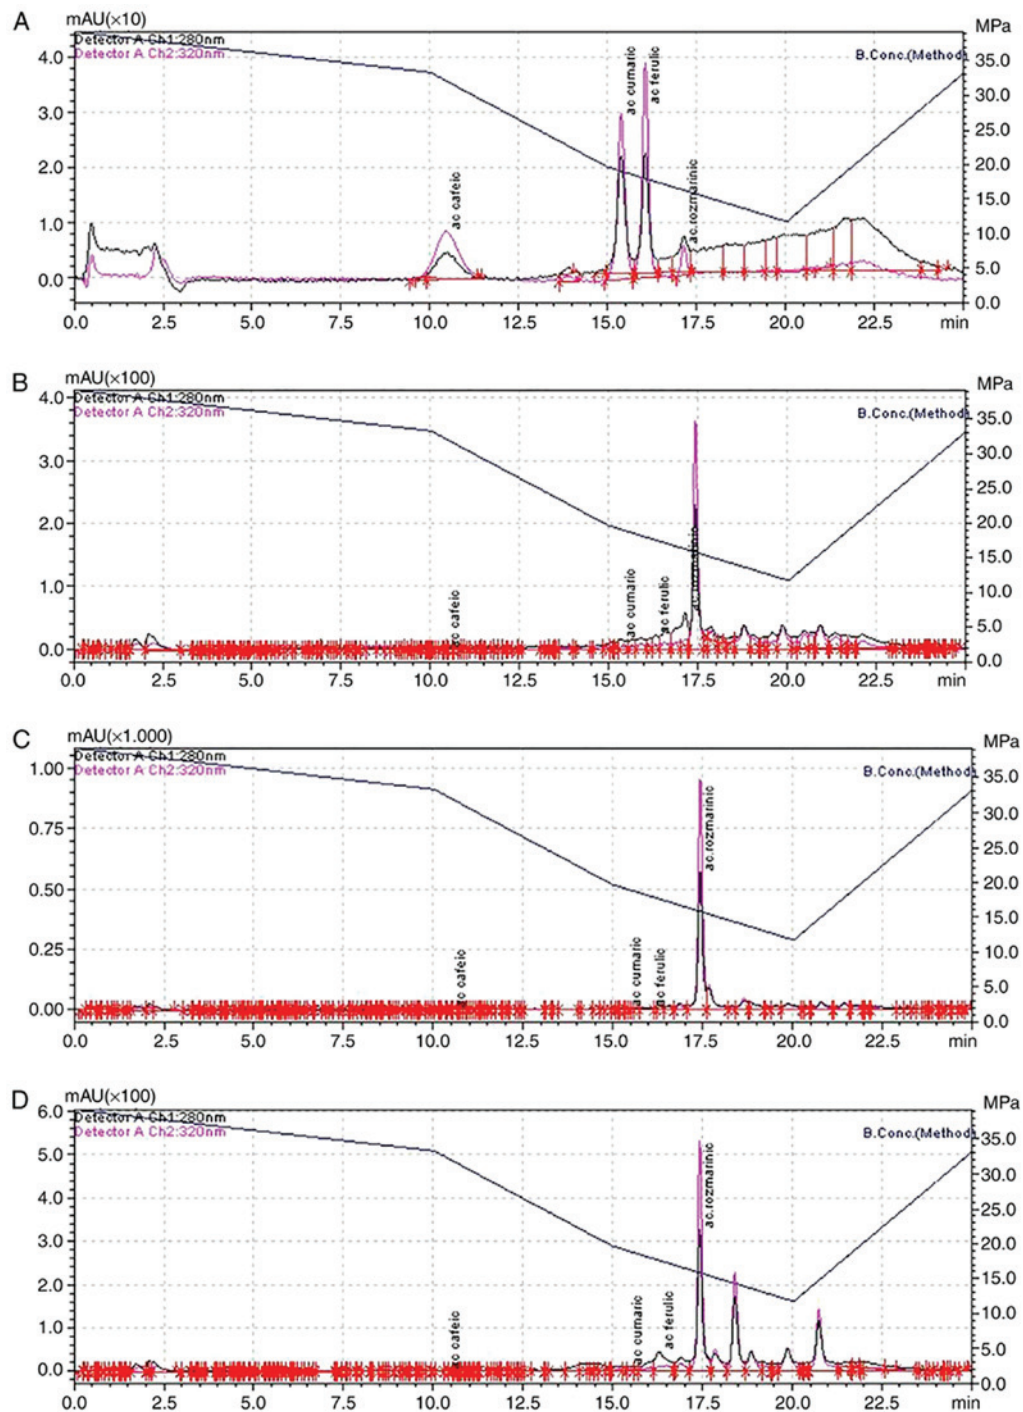 A mAU(×10) MPa
Detector A Ch1:280nm
Detector A Ch2:320nm B.Conc.(Method)
ac cafeic ac cumaric ac ferulic ac.rozmarinic
4.0
3.0
2.0
1.0
0.0
35.0
30.0
25.0
20.0
15.0
10.0
5.0
0.0
0.0 2.5 5.0 7.5 10.0 12.5 15.0 17.5 20.0 22.5 min
B mAU(×100) MPa
Detector A Ch1:280nm
Detector A Ch2:320nm B.Conc.(Method)
ac cafeic ac cumaric ac ferulic ac.rozmarinic
4.0
3.0
2.0
1.0
0.0
35.0
30.0
25.0
20.0
15.0
10.0
5.0
0.0
0.0 2.5 5.0 7.5 10.0 12.5 15.0 17.5 20.0 22.5 min
C mAU(×1.000) MPa
Detector A Ch1:280nm
Detector A Ch2:320nm B.Conc.(Method)
ac cafeic ac cumaric ac ferulic ac.rozmarinic
1.00
0.75
0.50
0.25
0.00
35.0
30.0
25.0
20.0
15.0
10.0
5.0
0.0
0.0 2.5 5.0 7.5 10.0 12.5 15.0 17.5 20.0 22.5 min
D mAU(×100) MPa
Detector A Ch1:280nm
Detector A Ch2:320nm B.Conc.(Method)
ac cafeic ac cumaric ac ferulic ac.rozmarinic
6.0
5.0
4.0
3.0
2.0
1.0
0.0
35.0
30.0
25.0
20.0
15.0
10.0
5.0
0.0
0.0 2.5 5.0 7.5 10.0 12.5 15.0 17.5 20.0 22.5 min